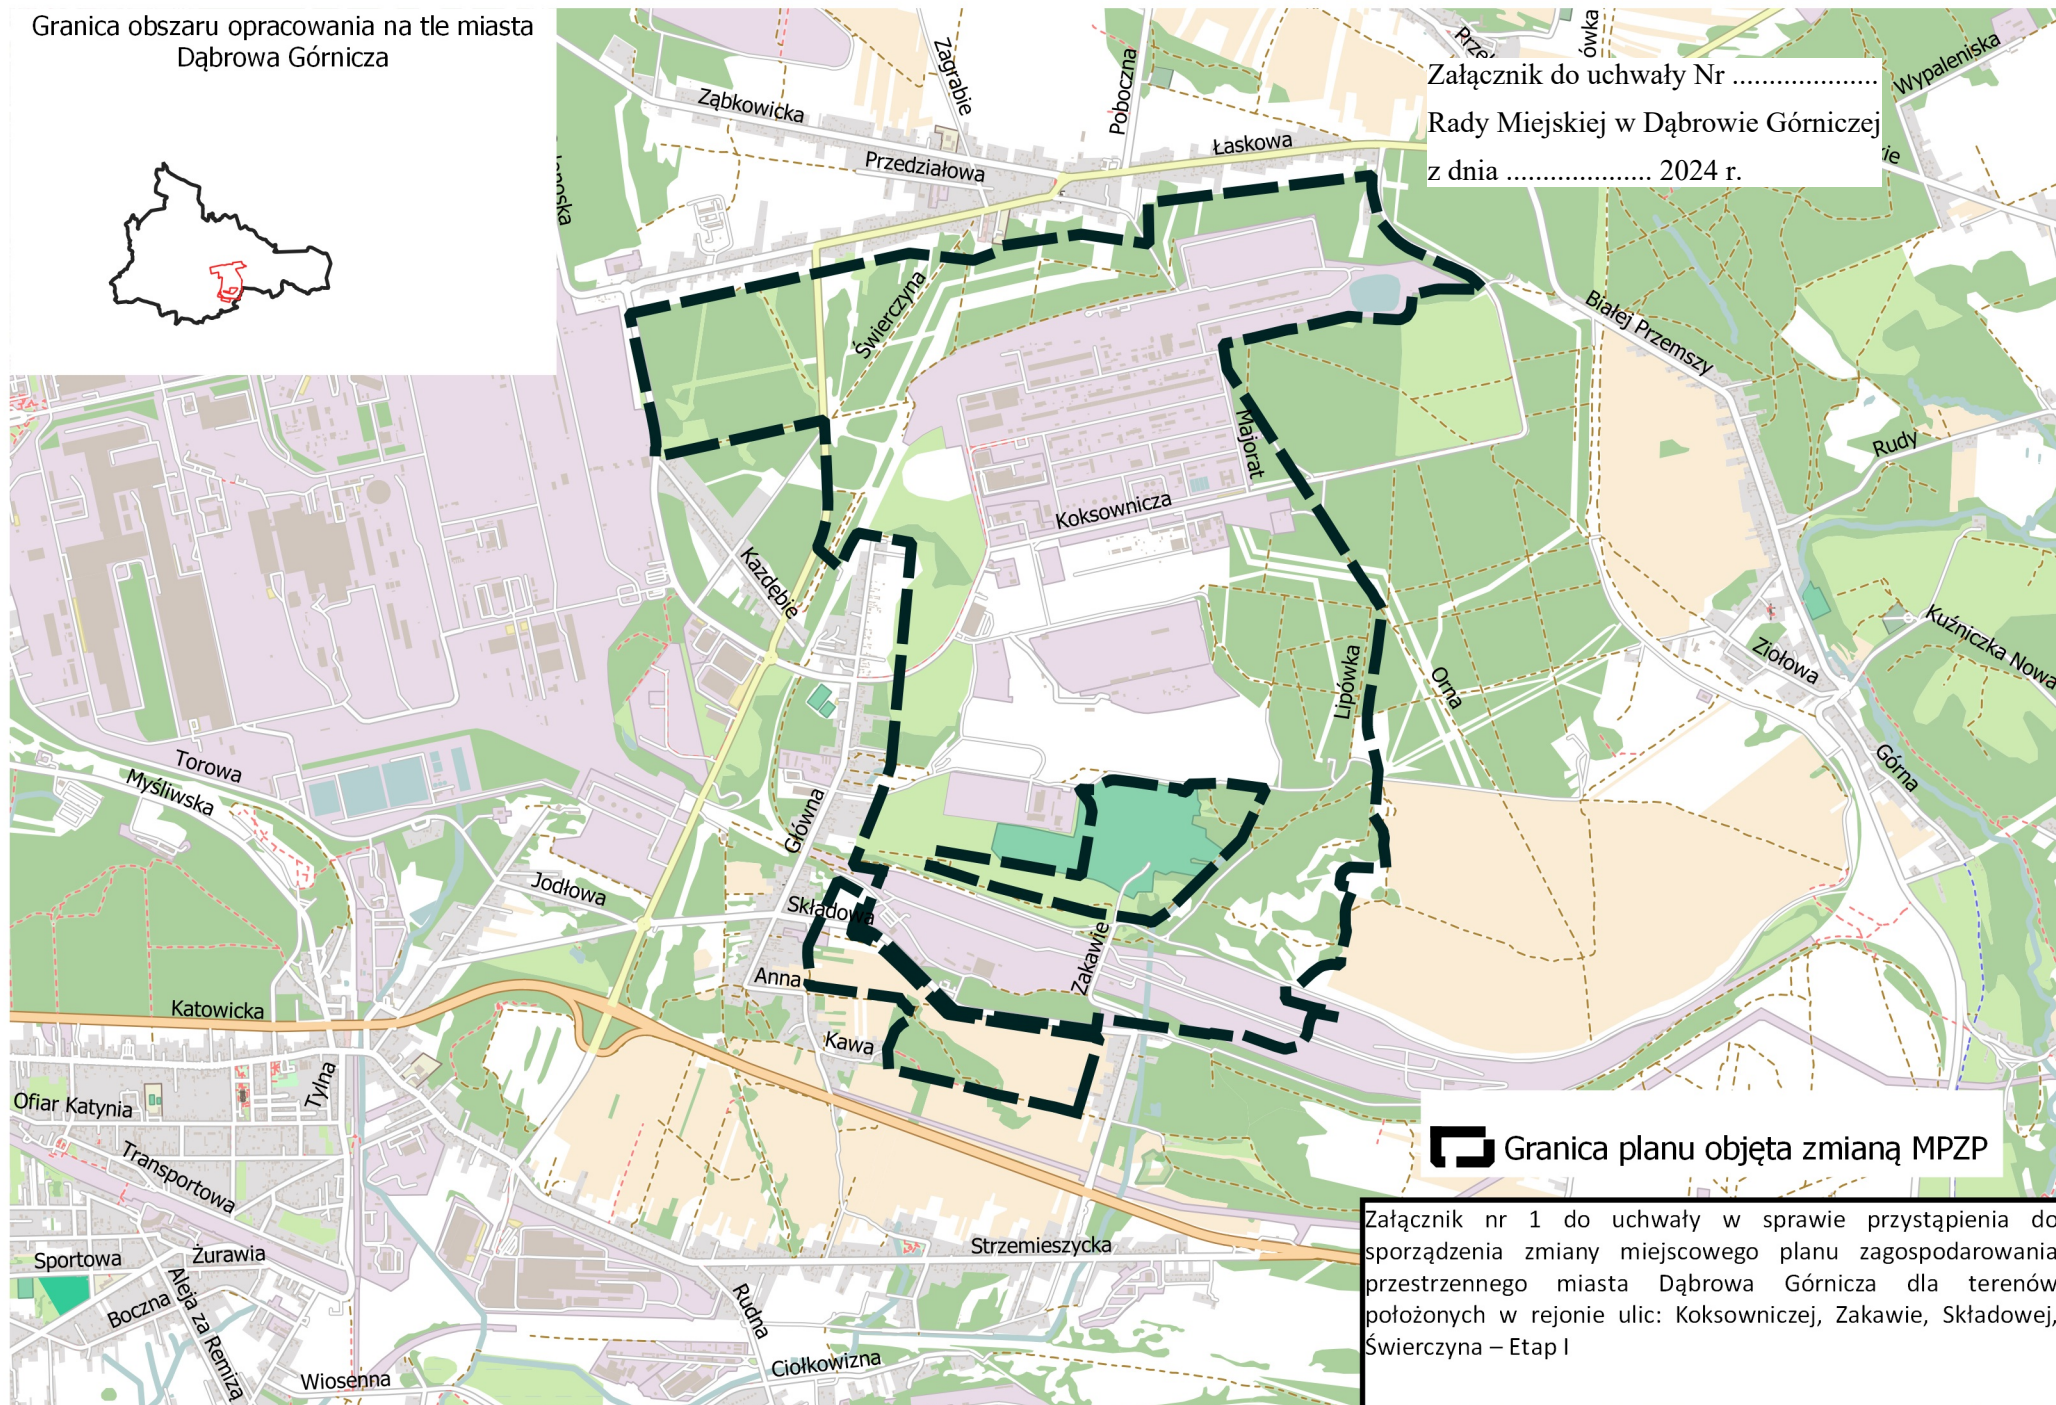 Granica obszaru opracowania na tle miasta
Dąbrowa Górnicza
Załącznik do uchwały Nr ....................
Rady Miejskiej w Dąbrowie Górniczej
z dnia .................... 2024 r.
Ząbkowicka
Zagrabie
Poboczna
Przedziałowa
Łaskowa
Wypaleniska
Świerczyna
Białej Przemszy
Majorat
Rudy
Koksownicza
Kazdębie
Kuźniczka Nowa
Ziołowa
Lipówka
Orna
Górna
Torowa
Myśliwska
Główna
Jodłowa
Składowa
Zakawie
Anna
Katowicka
Kawa
Tylna
Ofiar Katynia
Transportowa
Sportowa
Żurawia
Boczna
Aleja za Remizą
Strzemieszycka
Rudna
Ciołkowizna
Wiosenna
Granica planu objęta zmianą MPZP
Załącznik nr 1 do uchwały w sprawie przystąpienia do
sporządzenia zmiany miejscowego planu zagospodarowania
przestrzennego miasta Dąbrowa Górnicza dla terenów
położonych w rejonie ulic: Koksowniczej, Zakawie, Składowej,
Świerczyna – Etap I